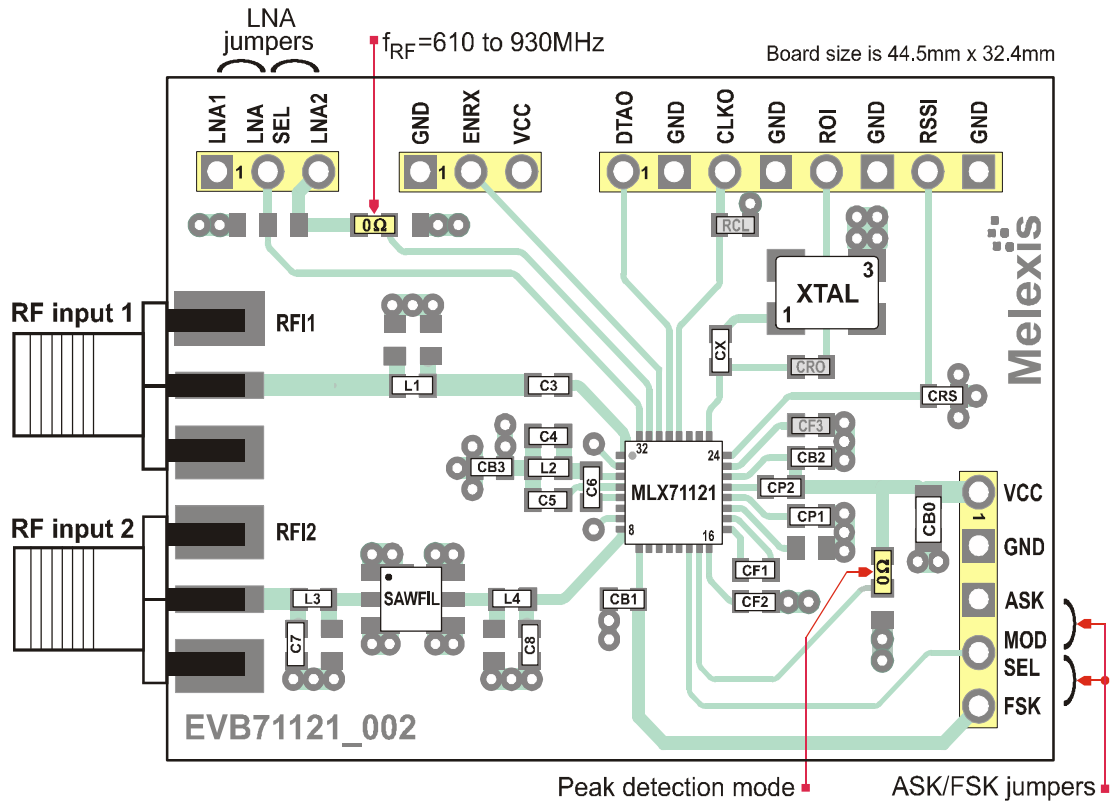 LNA
jumpers
fRF=610 to 930MHz
Board size is 44.5mm x 32.4mm
LNA1
LNA
SEL
LNA2
GND
ENRX
VCC
DTAO
GND
CLKO
GND
ROI
GND
RSSI
GND
1
1
1
0Ω
RCL
Melexis
XTAL
3
1
RF input 1
RFI1
CX
CRO
L1
C3
CRS
C4
CF3
CB3
L2
C6
32
24
CB2
MLX71121
CP2
C5
8
16
CP1
CB0
VCC
1
RF input 2
RFI2
GND
CF1
0Ω
L3
SAWFIL
L4
CB1
CF2
ASK
C7
C8
MOD
SEL
FSK
EVB71121_002
Peak detection mode
ASK/FSK jumpers